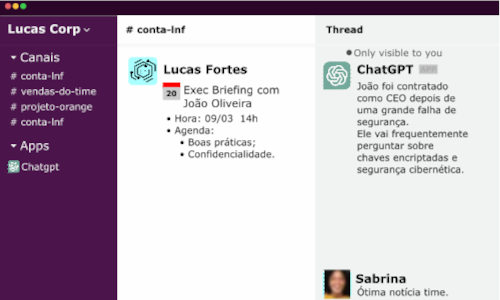 Lucas Corp
Canais
# conta-lnf
# vendas-do-time
# projeto-orange
# conta-lnf
Apps
Chatgpt
# conta-lnf
Lucas Fortes
20
Exec Briefing com
João Oliveira
• Hora: 09/03 14h
• Agenda:
• Boas práticas;
• Confidencialidade.
Thread
Only visible to you
ChatGPT APP
João foi contratado
como CEO depois de
uma grande falha de
segurança.
Ele vai frequentemente
perguntar sobre
chaves encriptadas e
segurança cibernética.
Sabrina
Ótima notícia time.